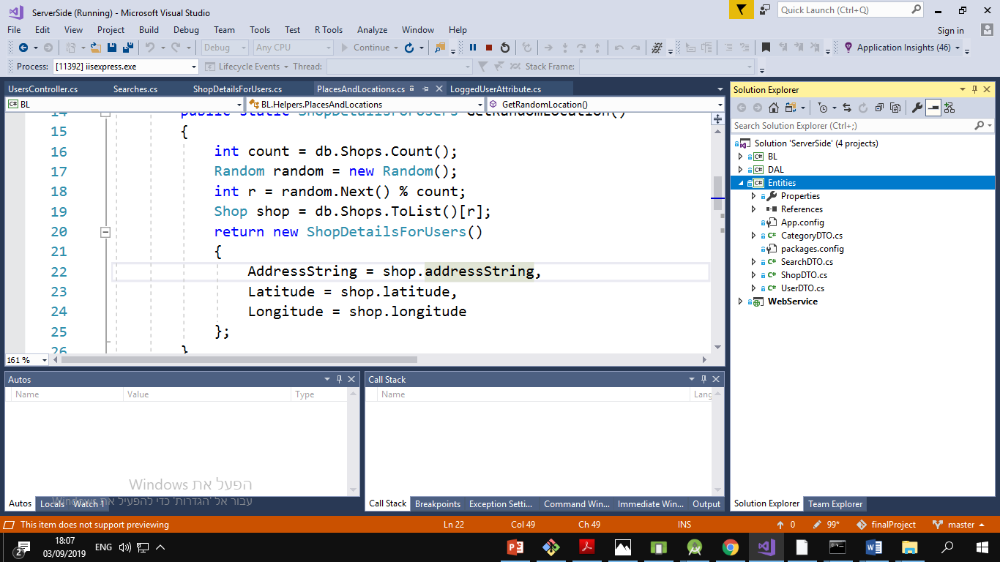 ServerSide (Running) - Microsoft Visual Studio
Quick Launch (Ctrl+Q)
File Edit View Project Build Debug Team Tools Test R Tools Analyze Window Help
Sign in
Debug Any CPU Continue Application Insights (46)
Process: [11392] iisexpress.exe Lifecycle Events Thread: Stack Frame:
UsersController.cs Searches.cs ShopDetailsForUsers.cs PlacesAndLocations.cs LoggedUserAttribute.cs
BL BL.Helpers.PlacesAndLocations GetRandomLocation()
14 public static ShopDetailsForUsers GetRandomLocation()
15 {
16 int count = db.Shops.Count();
17 Random random = new Random();
18 int r = random.Next() % count;
19 Shop shop = db.Shops.ToList()[r];
20 return new ShopDetailsForUsers()
21 {
22 AddressString = shop.addressString,
23 Latitude = shop.latitude,
24 Longitude = shop.longitude
25 };
26 }
161 %
Solution Explorer
Search Solution Explorer (Ctrl+;)
Solution 'ServerSide' (4 projects)
C# BL
C# DAL
C# Entities
Properties
References
App.config
C# CategoryDTO.cs
packages.config
C# SearchDTO.cs
C# ShopDTO.cs
C# UserDTO.cs
WebService
Solution Explorer Team Explorer
Autos
Name Value Type
Autos Locals Watch 1
Call Stack
Name Lang
Call Stack Breakpoints Exception Setti... Command Win... Immediate Win... Output
הפעל את Windows
עבור אל 'הגדרות' כדי להפעיל את Windows
This item does not support previewing Ln 22 Col 49 Ch 49 INS 0 99* finalProject master
2 18:07 ENG
03/09/2019